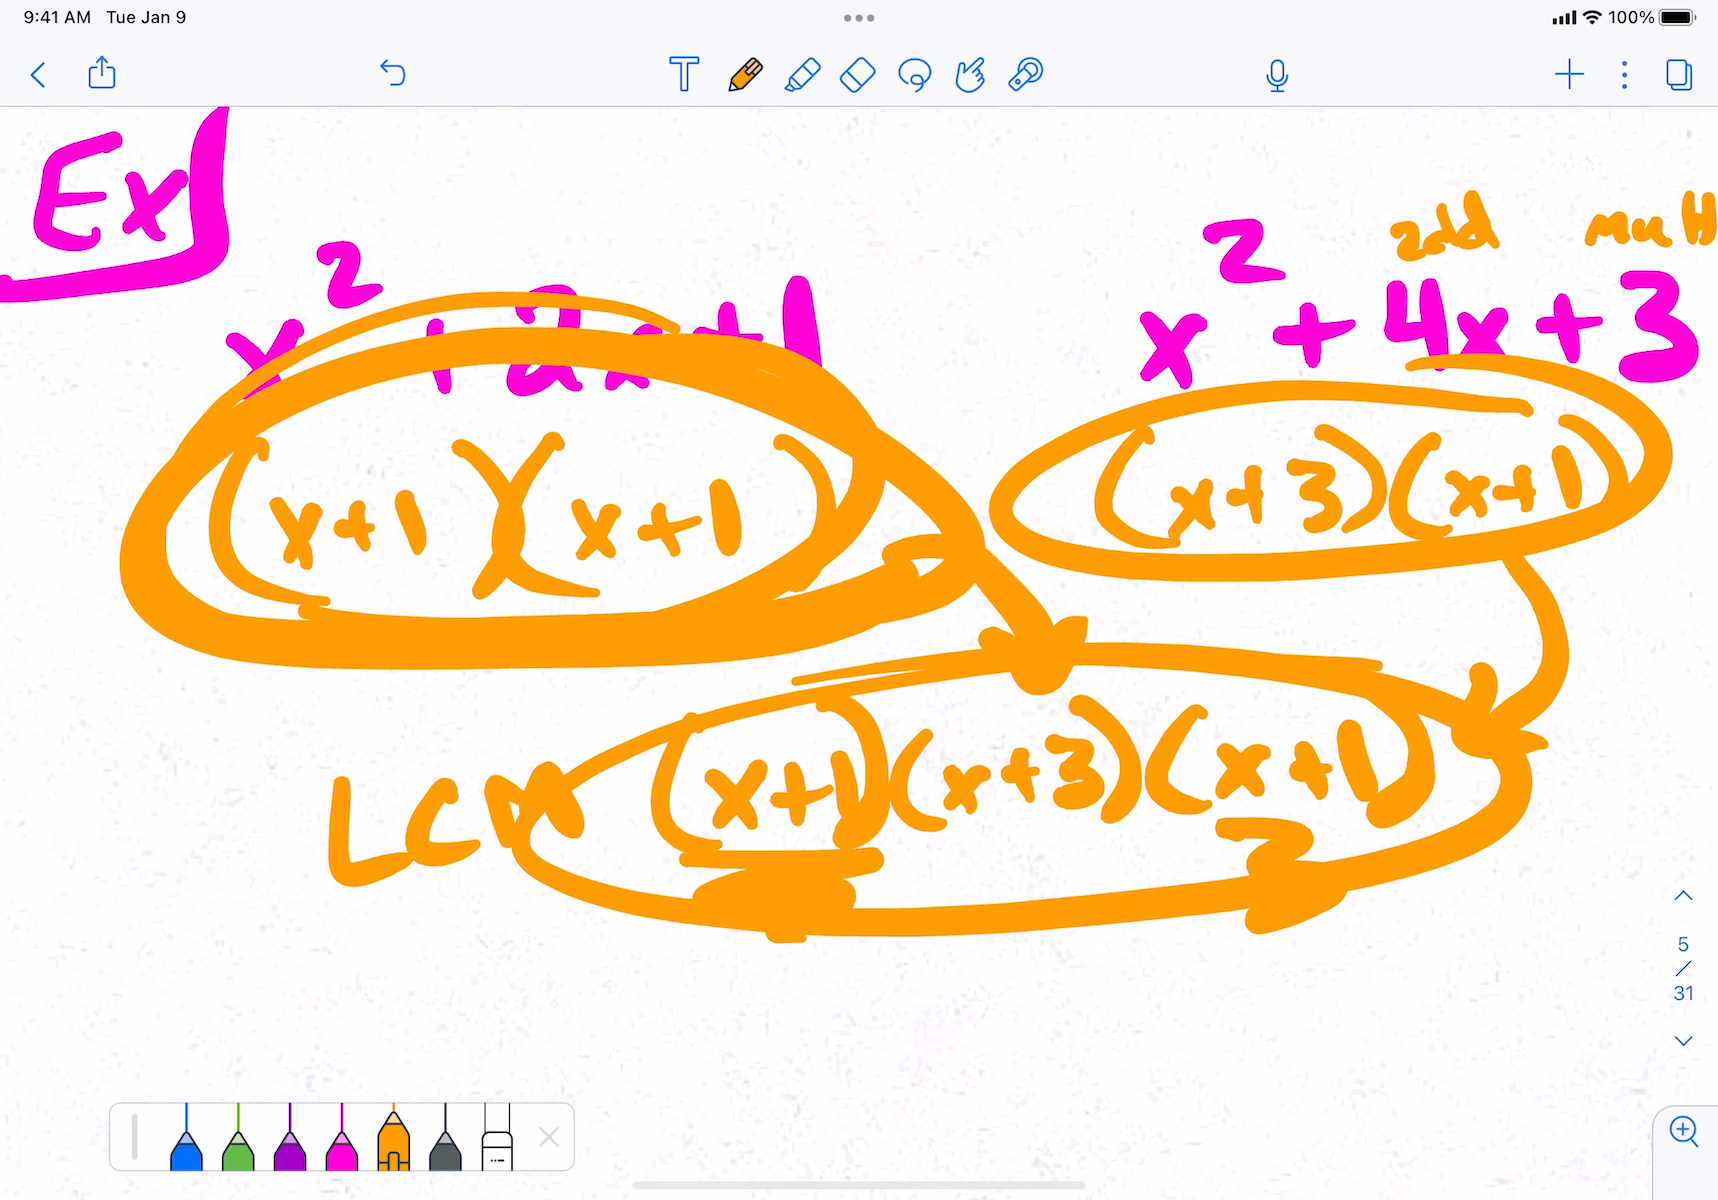 9:41 AM Tue Jan 9
100%
Ex
x² + 2x + 1
add mult
x² + 4x + 3
(x+1)(x+1)
(x+3)(x+1)
LCM (x+1)(x+3)(x+1)
2
5
/
31